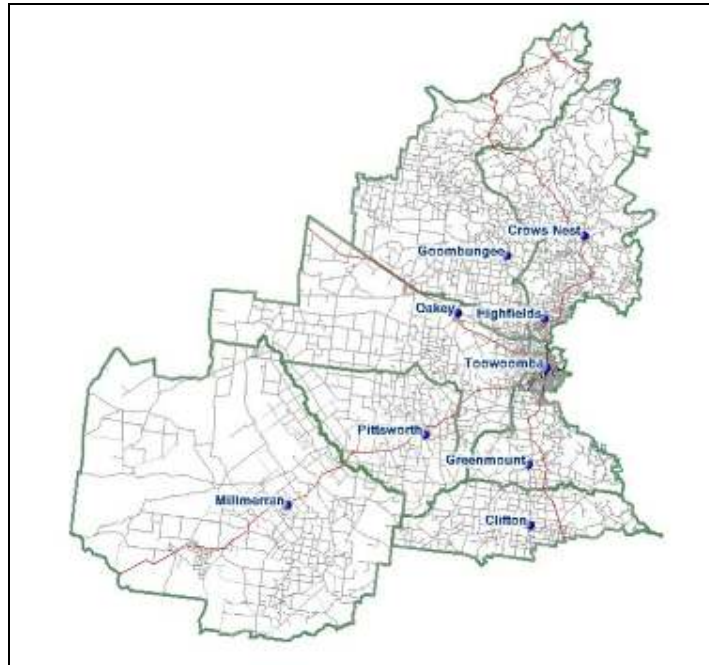 Crows Nest
Goombungee
Oakey
Highfields
Toowoomba
Pittsworth
Greenmount
Millmerran
Clifton